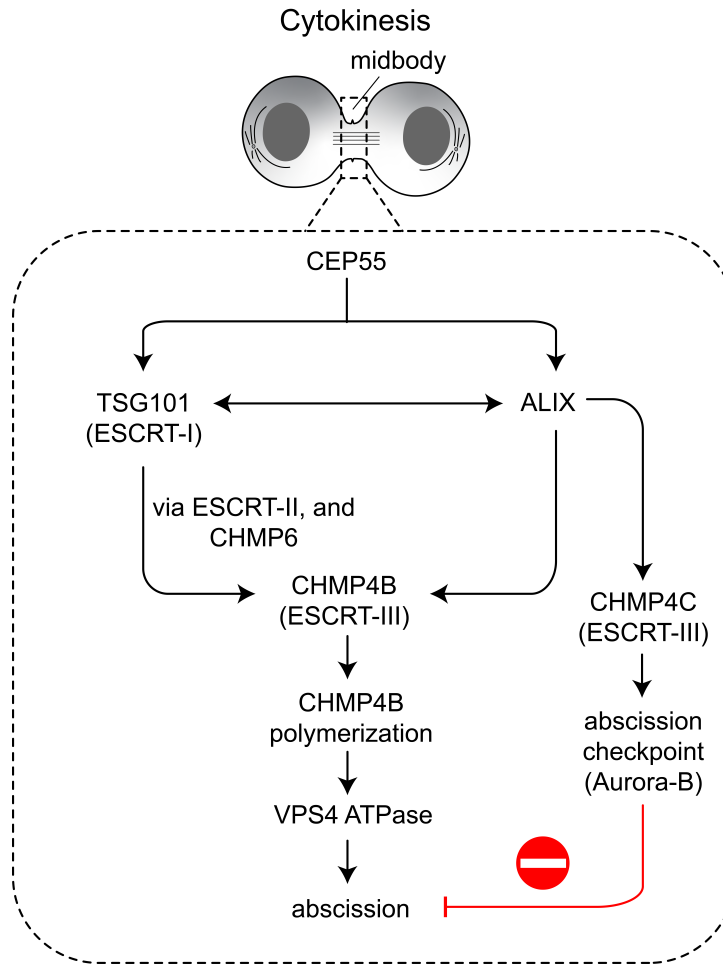 Cytokinesis
midbody
CEP55
TSG101
(ESCRT-I)
ALIX
via ESCRT-II, and
CHMP6
CHMP4B
(ESCRT-III)
CHMP4C
(ESCRT-III)
CHMP4B
polymerization
abscission
checkpoint
(Aurora-B)
VPS4 ATPase
abscission